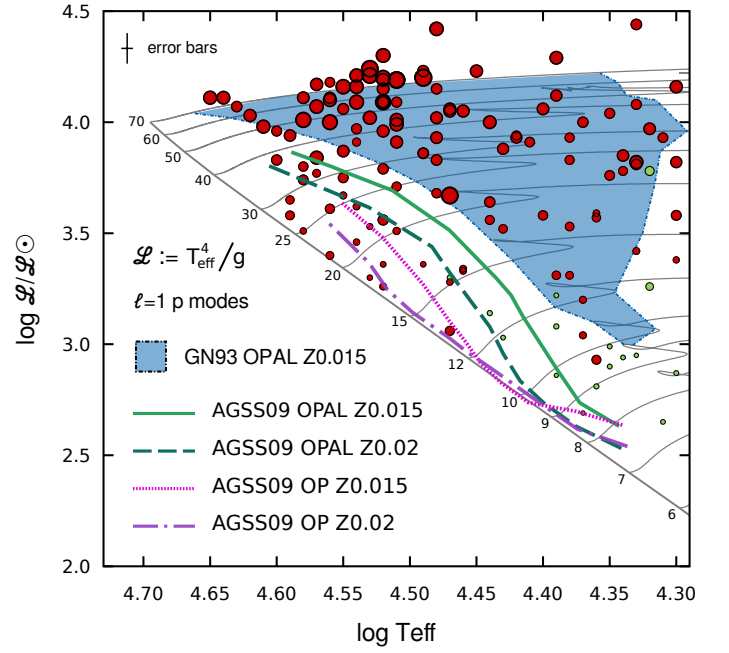 4.5
error bars
4.0
70
60
50
40
30
3.5
25
20
15
3.0
12
10
9
8
7
6
2.5
2.0
log ℒ/ℒ☉
ℒ := T⁴eff/g
ℓ=1 p modes
GN93 OPAL Z0.015
AGSS09 OPAL Z0.015
AGSS09 OPAL Z0.02
AGSS09 OP Z0.015
AGSS09 OP Z0.02
4.70 4.65 4.60 4.55 4.50 4.45 4.40 4.35 4.30
log Teff